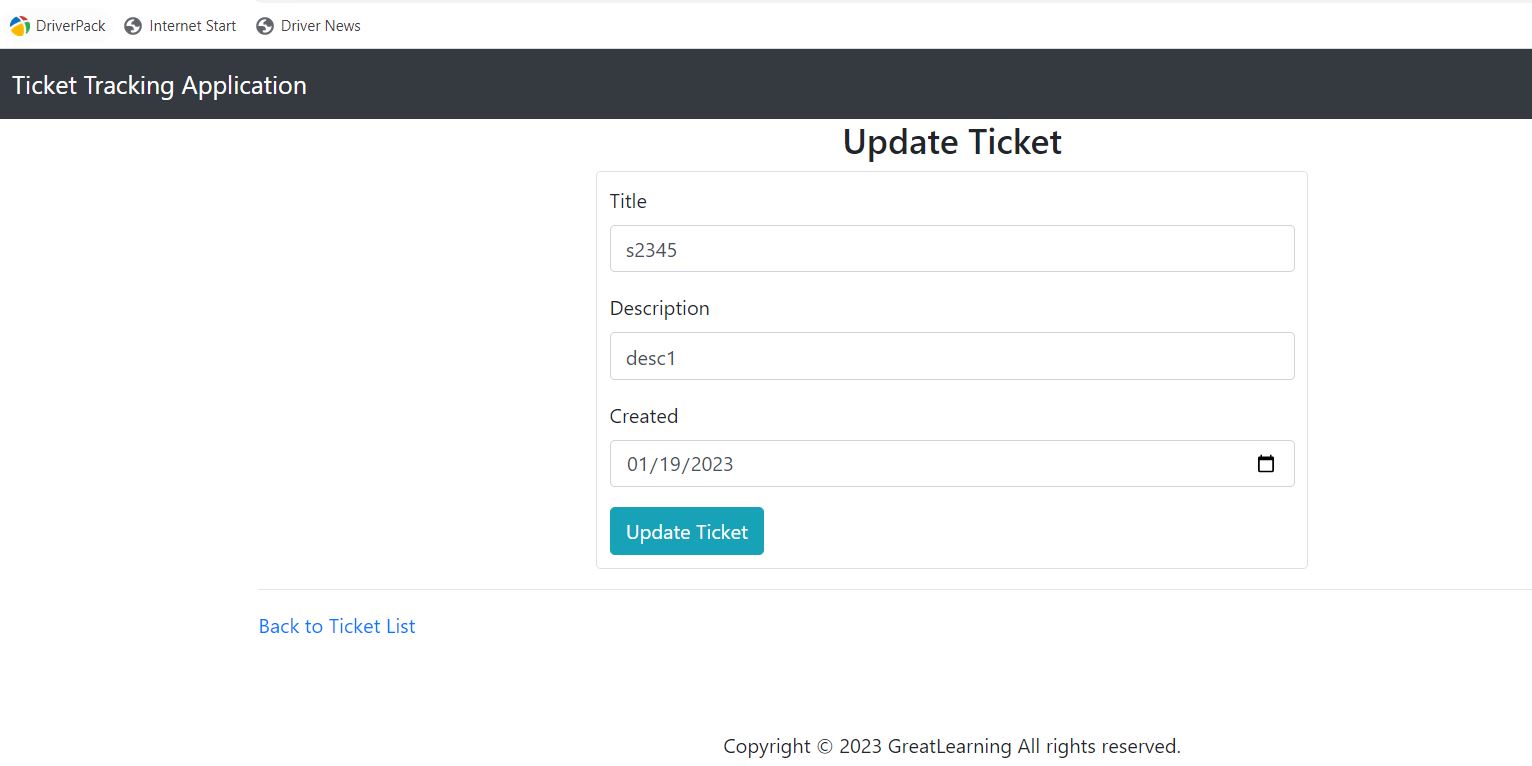 DriverPack Internet Start Driver News
Ticket Tracking Application
Update Ticket
Title
s2345
Description
desc1
Created
01/19/2023
Update Ticket
Back to Ticket List
Copyright © 2023 GreatLearning All rights reserved.